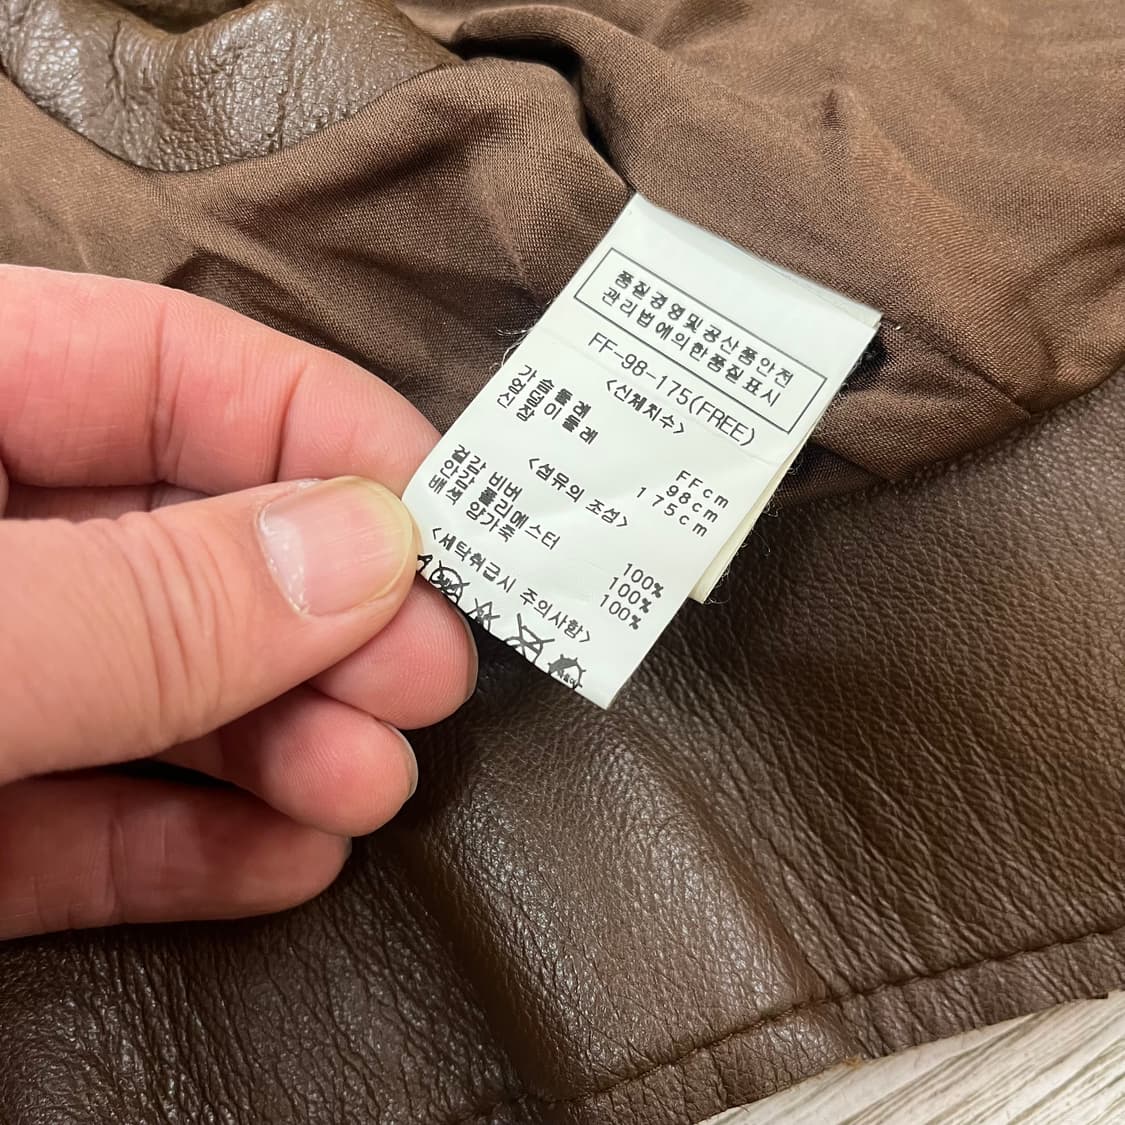 품질경영및공산품안전
관리법에의한품질표시
FF-98-175(FREE)
<신체치수>
가슴둘레 FFcm
엉덩이둘레 98cm
신장 175cm
<섬유의 조성>
겉감 비버 100%
안감 폴리에스터 100%
배색 양가죽 100%
<세탁취급시 주의사항>